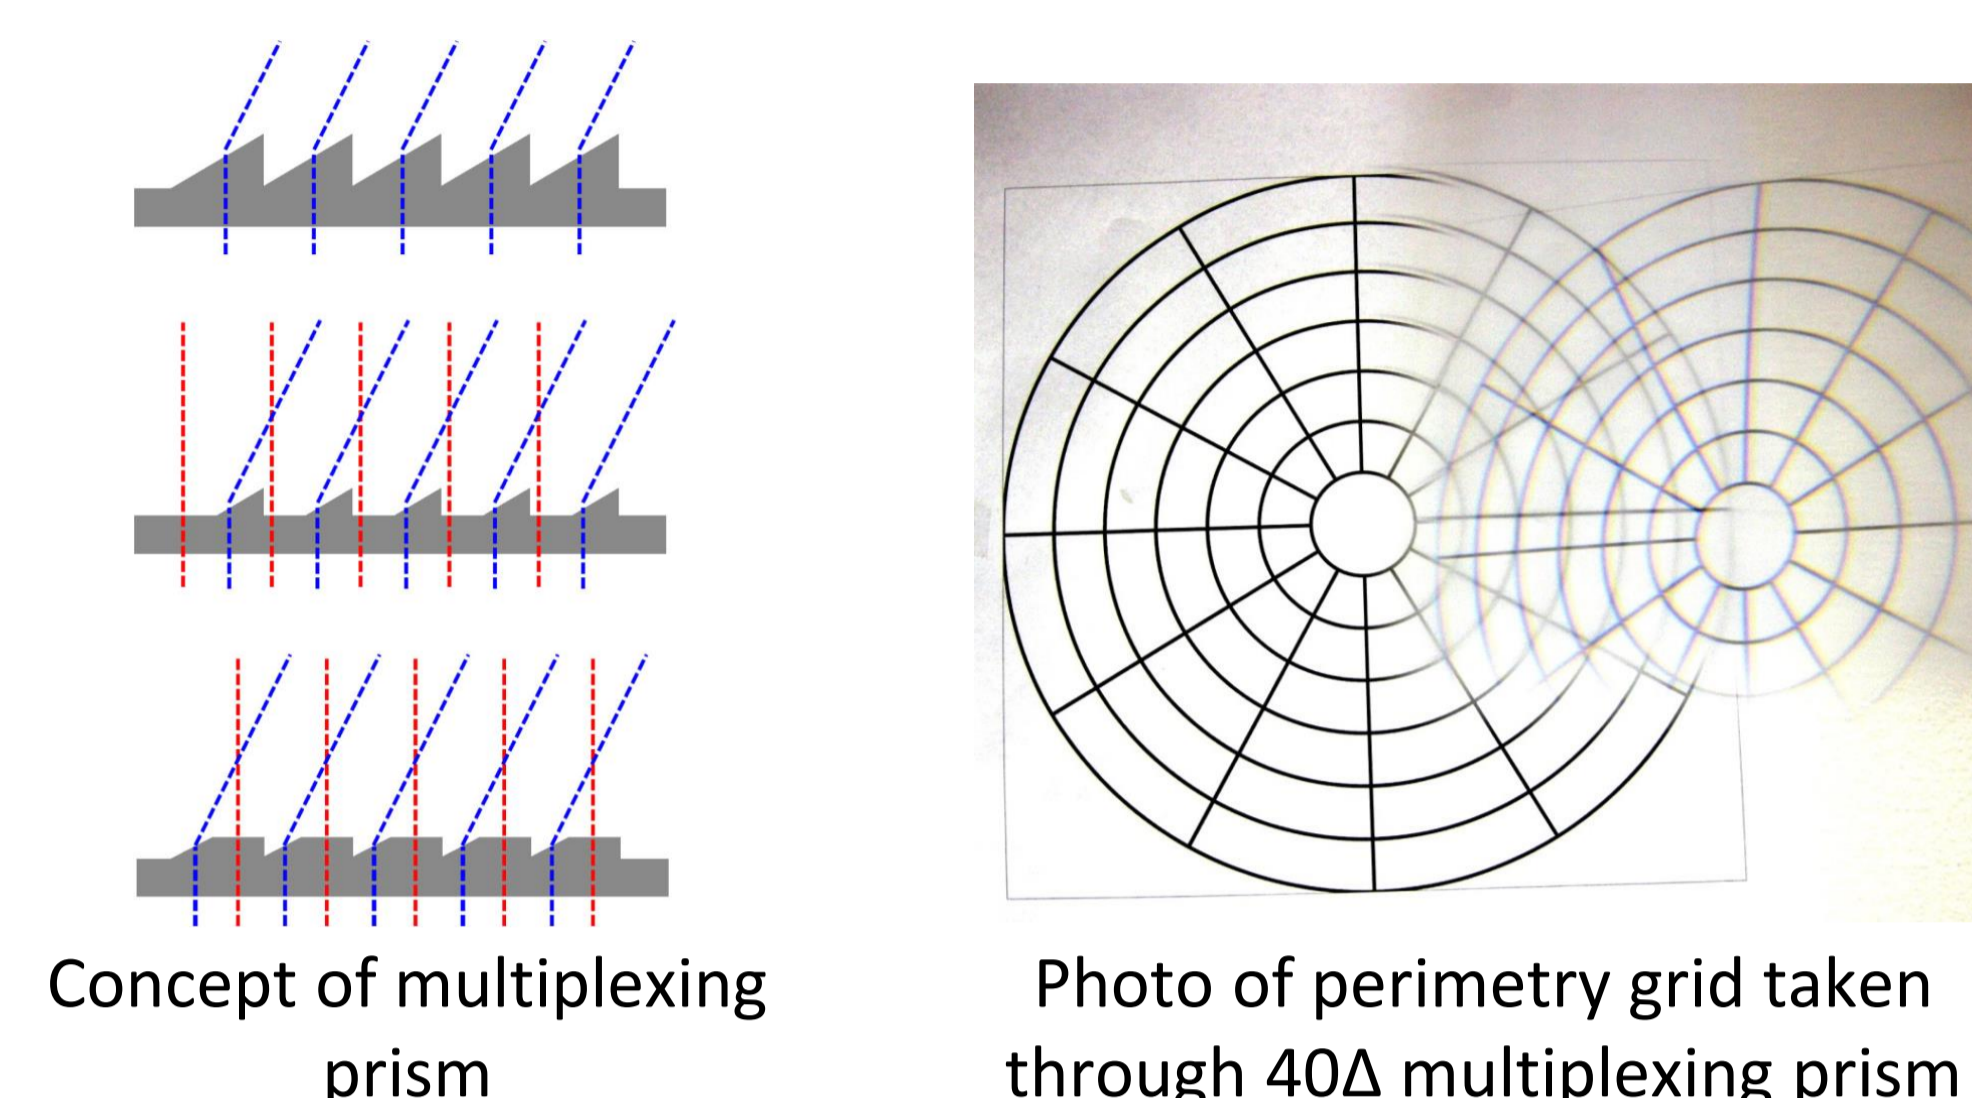 Concept of multiplexing
prism
Photo of perimetry grid taken
through 40Δ multiplexing prism